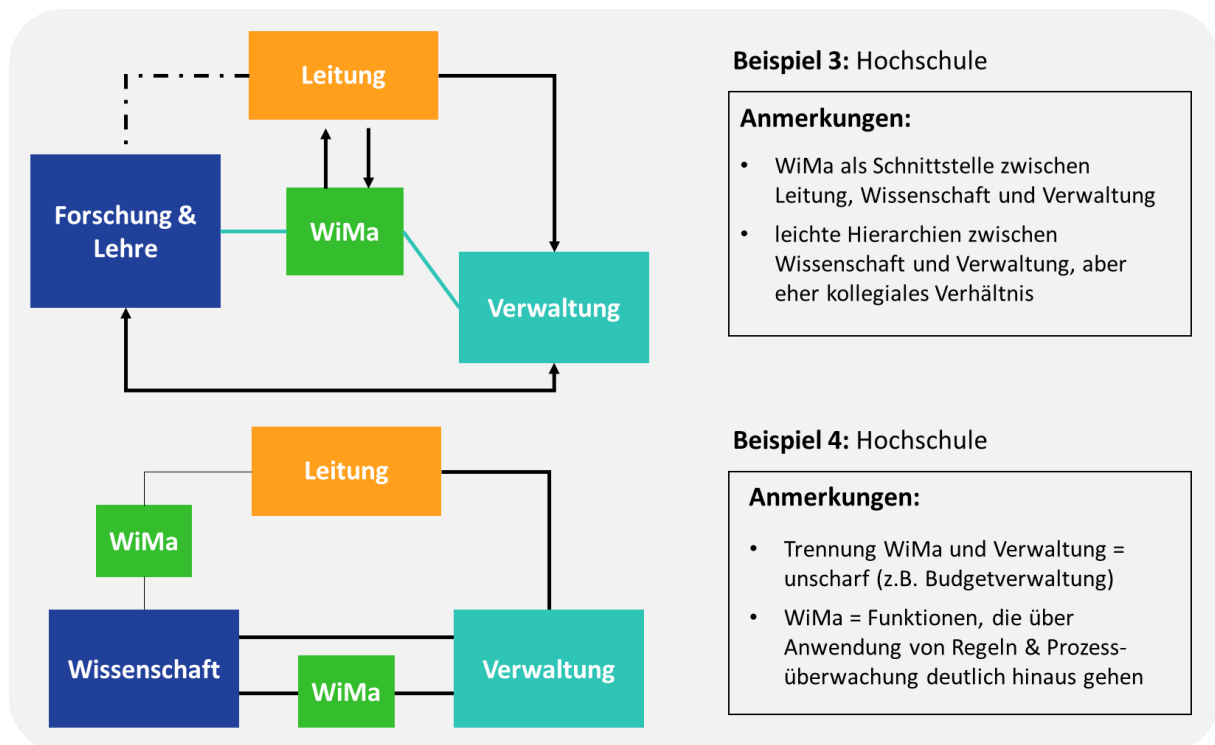 Leitung
Forschung &
Lehre
WiMa
Verwaltung
Beispiel 3: Hochschule
Anmerkungen:
• WiMa als Schnittstelle zwischen
Leitung, Wissenschaft und Verwaltung
• leichte Hierarchien zwischen
Wissenschaft und Verwaltung, aber
eher kollegiales Verhältnis
Leitung
WiMa
Wissenschaft
WiMa
Verwaltung
Beispiel 4: Hochschule
Anmerkungen:
• Trennung WiMa und Verwaltung =
unscharf (z.B. Budgetverwaltung)
• WiMa = Funktionen, die über
Anwendung von Regeln & Prozess-
überwachung deutlich hinaus gehen